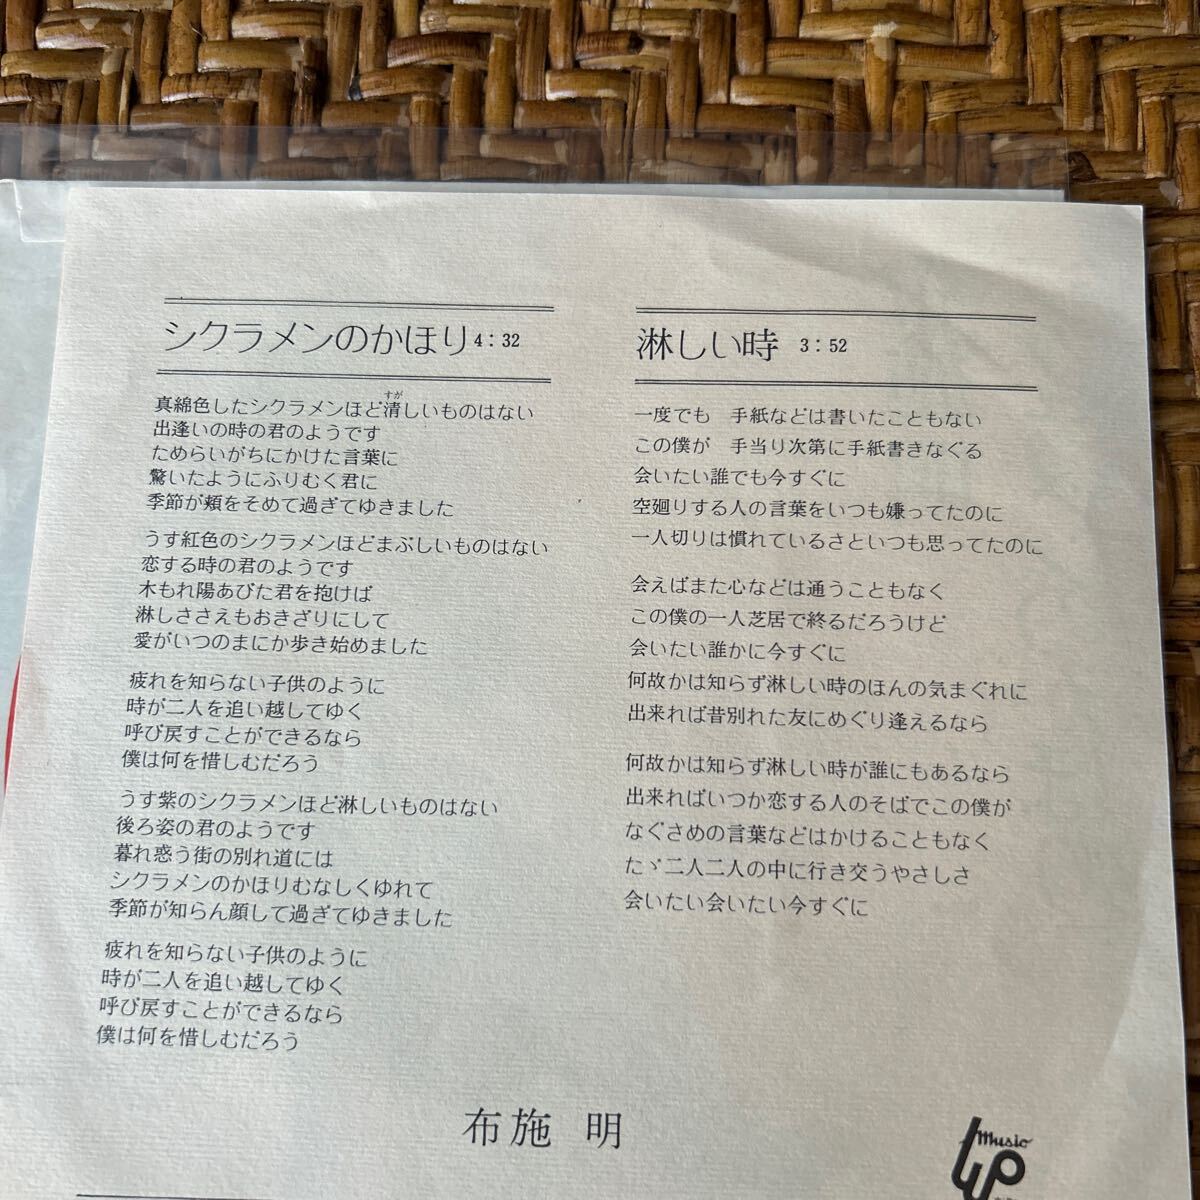 シクラメンのかほり 4:32
真綿色したシクラメンほど清しいものはない
出逢いの時の君のようです
ためらいがちにかけた言葉に
驚いたようにふりむく君に
季節が頬をそめて過ぎてゆきました
うす紅色のシクラメンほどまぶしいものはない
恋する時の君のようです
木もれ陽あびた君を抱けば
淋しささえもおきざりにして
愛がいつのまにか歩き始めました
疲れを知らない子供のように
時が二人を追い越してゆく
呼び戻すことができるなら
僕は何を惜しむだろう
うす紫のシクラメンほど淋しいものはない
後ろ姿の君のようです
暮れ惑う街の別れ道には
シクラメンのかほりむなしくゆれて
季節が知らん顔して過ぎてゆきました
疲れを知らない子供のように
時が二人を追い越してゆく
呼び戻すことができるなら
僕は何を惜しむだろう
淋しい時 3:52
一度でも 手紙などは書いたこともない
この僕が 手当り次第に手紙書きなぐる
会いたい誰でも今すぐに
空廻りする人の言葉をいつも嫌ってたのに
一人切りは慣れているさといつも思ってたのに
会えばまた心などは通うこともなく
この僕の一人芝居で終るだろうけど
会いたい誰かに今すぐに
何故かは知らず淋しい時のほんの気まぐれに
出来れば昔別れた友にめぐり逢えるなら
何故かは知らず淋しい時が誰にもあるなら
出来ればいつか恋する人のそばでこの僕が
なぐさめの言葉などはかけることもなく
たゞ二人二人の中に行き交うやさしさ
会いたい会いたい今すぐに
布施 明
Music